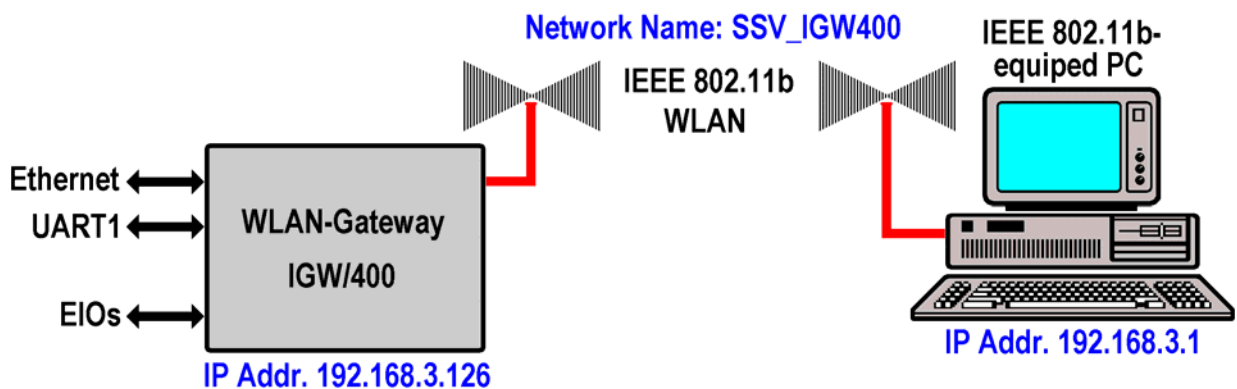 Network Name: SSV_IGW400
IEEE 802.11b-
equiped PC
IEEE 802.11b
WLAN
Ethernet
UART1
EIOs
WLAN-Gateway
IGW/400
IP Addr. 192.168.3.126
IP Addr. 192.168.3.1